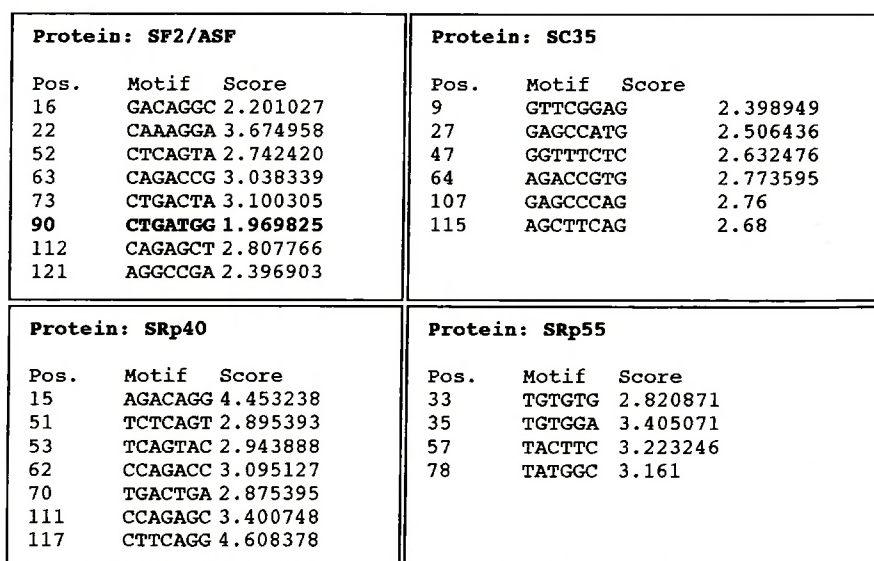 Protein: SF2/ASF
Pos. Motif Score
16 GACAGGC 2.201027
22 CAAAGGA 3.674958
52 CTCAGTA 2.742420
63 CAGACCG 3.038339
73 CTGACTA 3.100305
90 CTGATGG 1.969825
112 CAGAGCT 2.807766
121 AGGCCGA 2.396903
Protein: SC35
Pos. Motif Score
9 GTTCGGAG 2.398949
27 GAGCCATG 2.506436
47 GGTTTCTC 2.632476
64 AGACCGTG 2.773595
107 GAGCCCAG 2.76
115 AGCTTCAG 2.68
Protein: SRp40
Pos. Motif Score
15 AGACAGG 4.453238
51 TCTCAGT 2.895393
53 TCAGTAC 2.943888
62 CCAGACC 3.095127
70 TGACTGA 2.875395
111 CCAGAGC 3.400748
117 CTTCAGG 4.608378
Protein: SRp55
Pos. Motif Score
33 TGTGTG 2.820871
35 TGTGGA 3.405071
57 TACTTC 3.223246
78 TATGGC 3.161